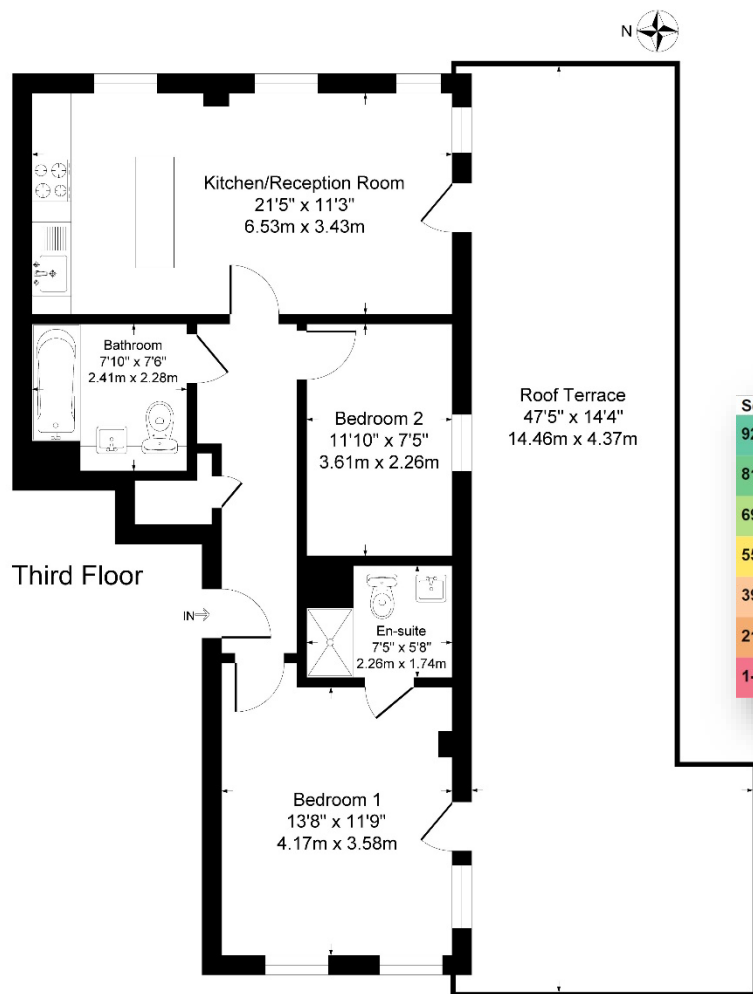 N
Kitchen/Reception Room
21'5" x 11'3"
6.53m x 3.43m
Bathroom
7'10" x 7'6"
2.41m x 2.28m
Bedroom 2
11'10" x 7'5"
3.61m x 2.26m
Roof Terrace
47'5" x 14'4"
14.46m x 4.37m
Third Floor
IN
En-suite
7'5" x 5'8"
2.26m x 1.74m
Bedroom 1
13'8" x 11'9"
4.17m x 3.58m